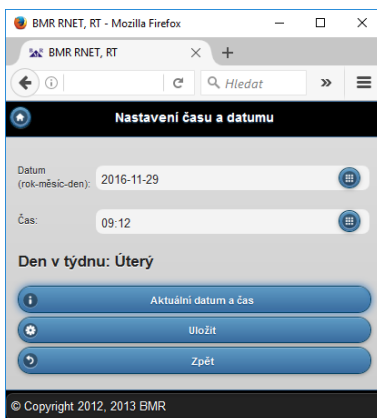 BMR RNET, RT - Mozilla Firefox
BMR RNET, RT
Hledat
Nastavení času a datumu
Datum
(rok-měsíc-den): 2016-11-29
Čas: 09:12
Den v týdnu: Úterý
Aktuální datum a čas
Uložit
Zpět
© Copyright 2012, 2013 BMR